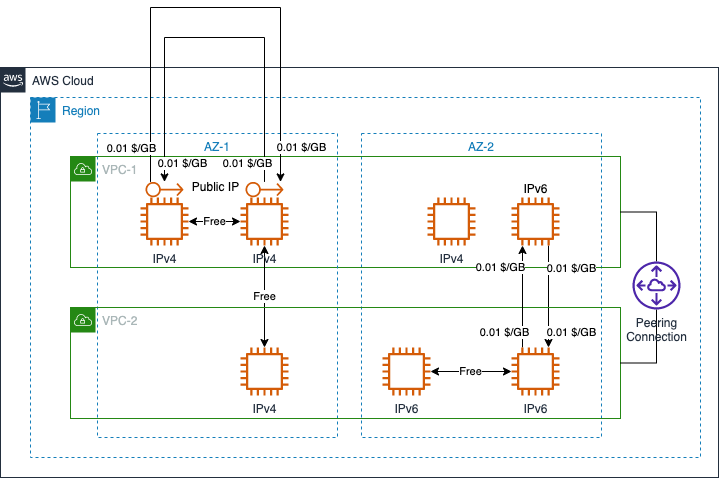 aws
AWS Cloud
Region
AZ-1
AZ-2
0.01 $/GB
0.01 $/GB
0.01 $/GB
0.01 $/GB
VPC-1
Public IP
IPv6
Free
IPv4
IPv4
IPv4
0.01 $/GB
0.01 $/GB
Free
VPC-2
Peering
Connection
0.01 $/GB
0.01 $/GB
Free
IPv4
IPv6
IPv6